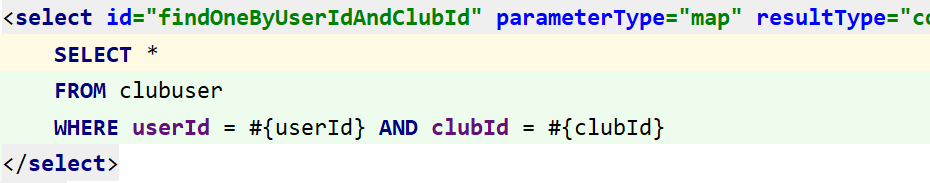 <select id="findOneByUserIdAndClubId" parameterType="map" resultType="co
SELECT *
FROM clubuser
WHERE userId = #{userId} AND clubId = #{clubId}
</select>